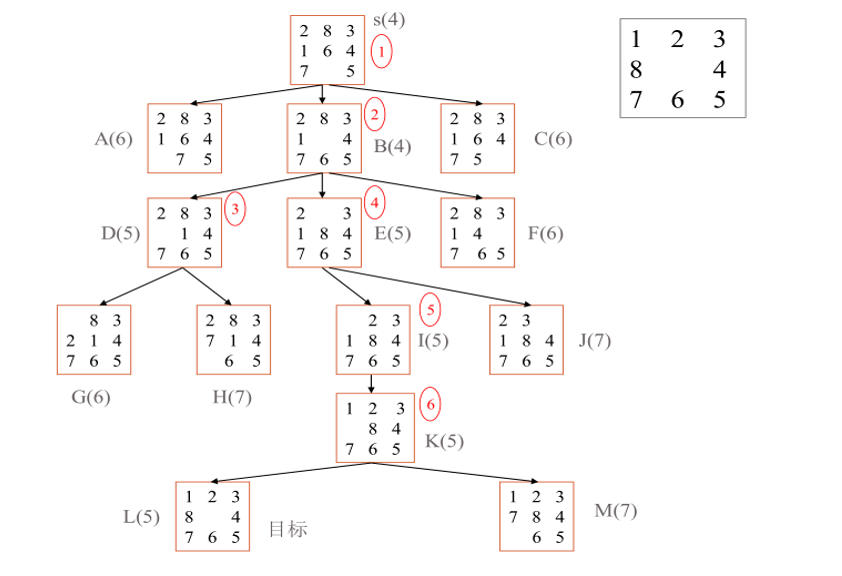 s(4)
2 8 3
1 6 4
7 5
1
1 2 3
8 4
7 6 5
A(6)
2 8 3
1 6 4
7 5
2 8 3
1 4
7 6 5
2
B(4)
2 8 3
1 6 4
7 5
C(6)
D(5)
2 8 3
1 4
7 6 5
3
2 3
1 8 4
7 6 5
4
E(5)
2 8 3
1 4
7 6 5
F(6)
8 3
2 1 4
7 6 5
G(6)
2 8 3
7 1 4
6 5
H(7)
2 3
1 8 4
7 6 5
5
I(5)
2 3
1 8 4
7 6 5
J(7)
1 2 3
8 4
7 6 5
6
K(5)
L(5)
1 2 3
8 4
7 6 5
目标
1 2 3
7 8 4
6 5
M(7)